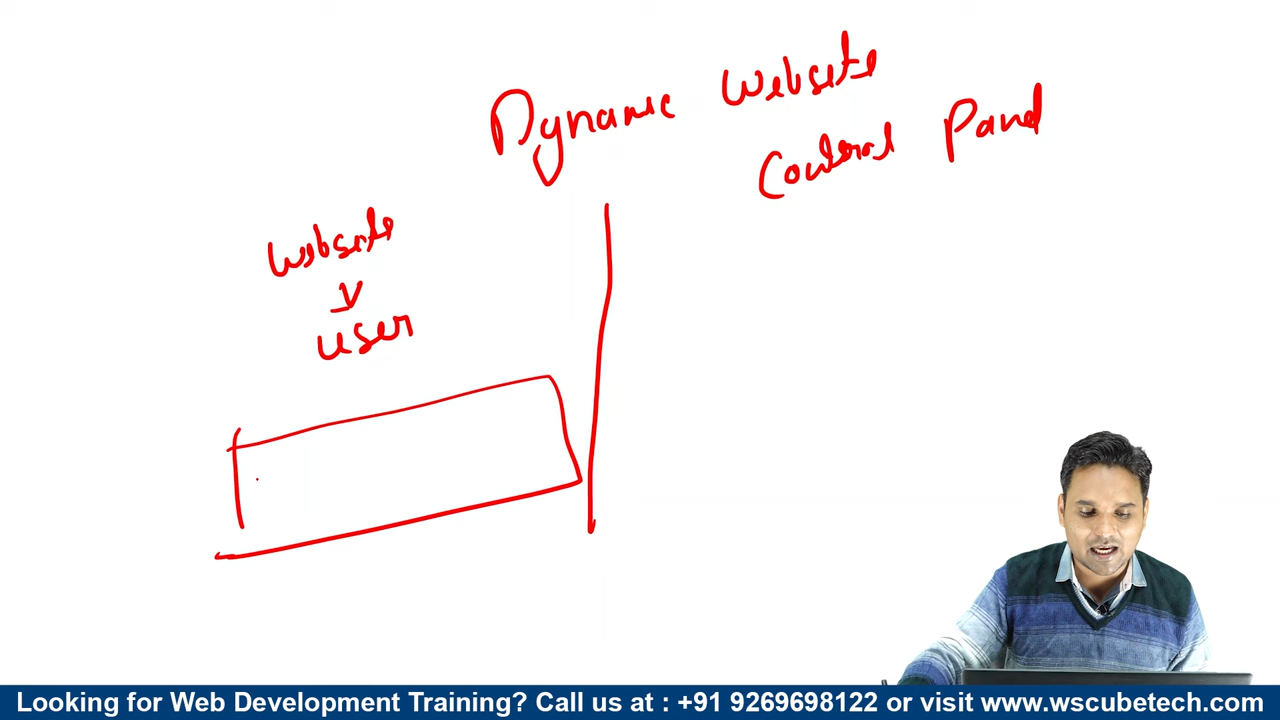 Dynamic Website
Control Panel
Website
User
Looking for Web Development Training? Call us at : +91 9269698122 or visit www.wscubetech.com